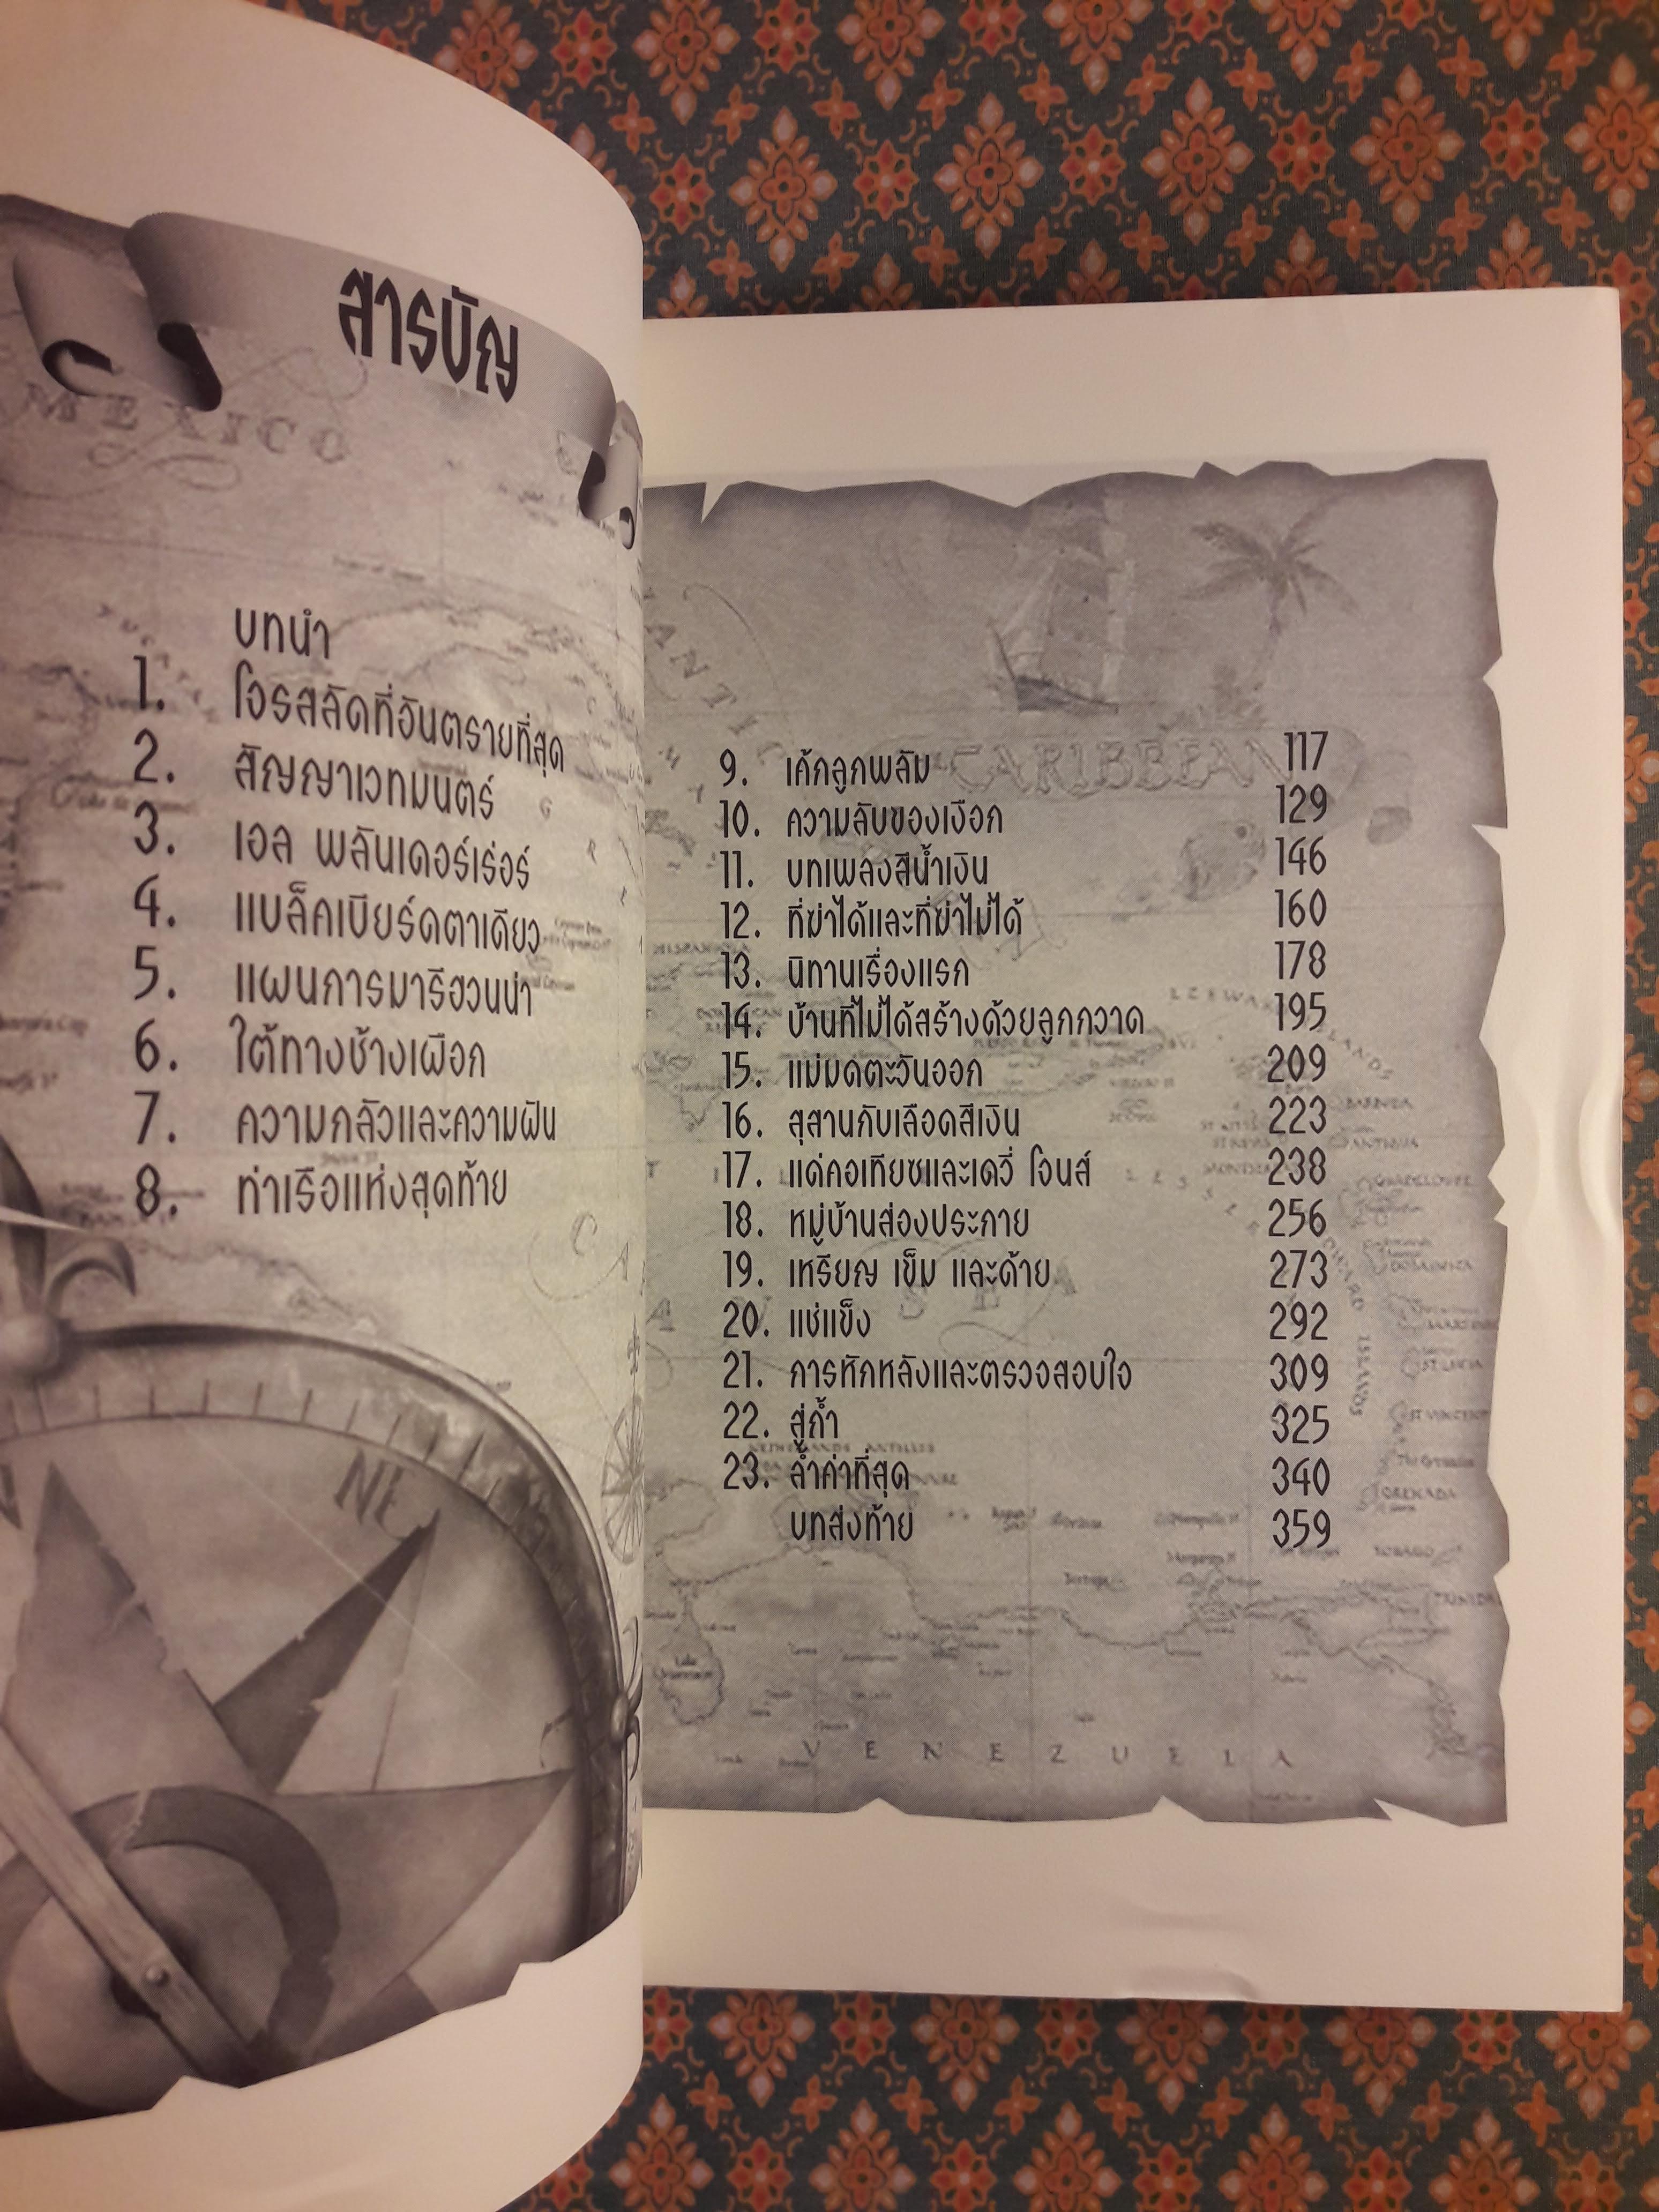 สารบัญ
MEXICO
บทนำ
1. โจรสลัดที่อันตรายที่สุด
2. สัญญาเวทมนตร์
3. เอล พลันเดอร์เร่อร์
4. แบล็คเบียร์ดตาเดียว
5. แผนการมารีฮวนน่า
6. ใต้ทางช้างเผือก
7. ความกลัวและความฝัน
8. ท่าเรือแห่งสุดท้าย
NE
CARIBBEAN
9. เค้กลูกพลัม 117
10. ความลับของเงือก 129
11. บทเพลงสีน้ำเงิน 146
12. ที่ฆ่าได้และที่ฆ่าไม่ได้ 160
13. นิทานเรื่องแรก 178
14. บ้านที่ไม่ได้สร้างด้วยลูกกวาด 195
15. แม่มดตะวันออก 209
16. สุสานกับเลือดสีเงิน 223
17. แด่คอเทียซและเดวี่ โจนส์ 238
18. หมู่บ้านส่องประกาย 256
19. เหรียญ เข็ม และด้าย 273
20. แช่แข็ง 292
21. การหักหลังและตรวจสอบใจ 309
22. สู่ถ้ำ 325
23. ล้ำค่าที่สุด 340
บทส่งท้าย 359
VENEZUELA